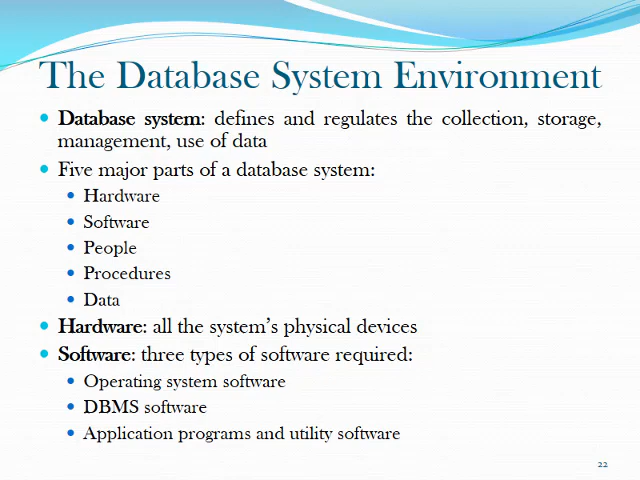 The Database System Environment
Database system: defines and regulates the collection, storage,
management, use of data
Five major parts of a database system:
Hardware
Software
People
Procedures
Data
Hardware: all the system's physical devices
Software: three types of software required:
Operating system software
DBMS software
Application programs and utility software
22